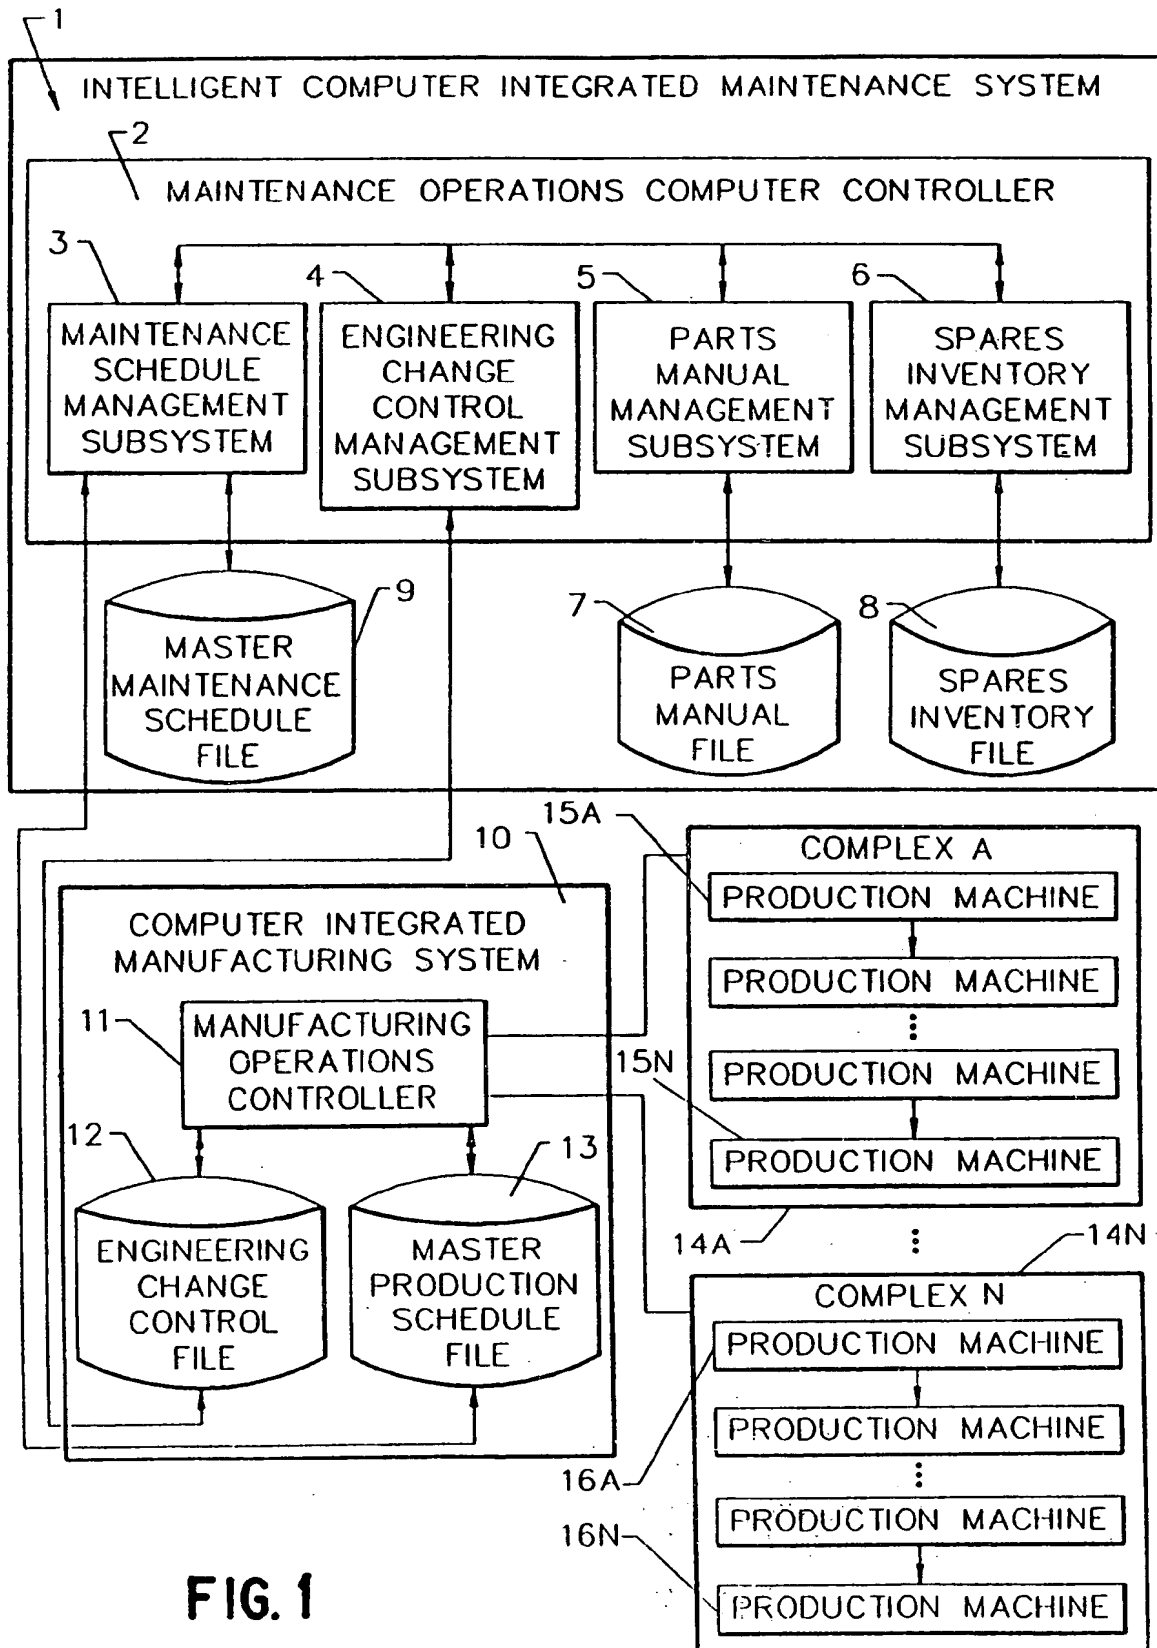 1
INTELLIGENT COMPUTER INTEGRATED MAINTENANCE SYSTEM
2
MAINTENANCE OPERATIONS COMPUTER CONTROLLER
3
MAINTENANCE
SCHEDULE
MANAGEMENT
SUBSYSTEM
4
ENGINEERING
CHANGE
CONTROL
MANAGEMENT
SUBSYSTEM
5
PARTS
MANUAL
MANAGEMENT
SUBSYSTEM
6
SPARES
INVENTORY
MANAGEMENT
SUBSYSTEM
9
MASTER
MAINTENANCE
SCHEDULE
FILE
7
PARTS
MANUAL
FILE
8
SPARES
INVENTORY
FILE
10
COMPUTER INTEGRATED
MANUFACTURING SYSTEM
11
MANUFACTURING
OPERATIONS
CONTROLLER
12
ENGINEERING
CHANGE
CONTROL
FILE
13
MASTER
PRODUCTION
SCHEDULE
FILE
15A
COMPLEX A
PRODUCTION MACHINE
PRODUCTION MACHINE
PRODUCTION MACHINE
15N
PRODUCTION MACHINE
14A
14N
COMPLEX N
PRODUCTION MACHINE
PRODUCTION MACHINE
16A
PRODUCTION MACHINE
16N
PRODUCTION MACHINE
FIG. 1